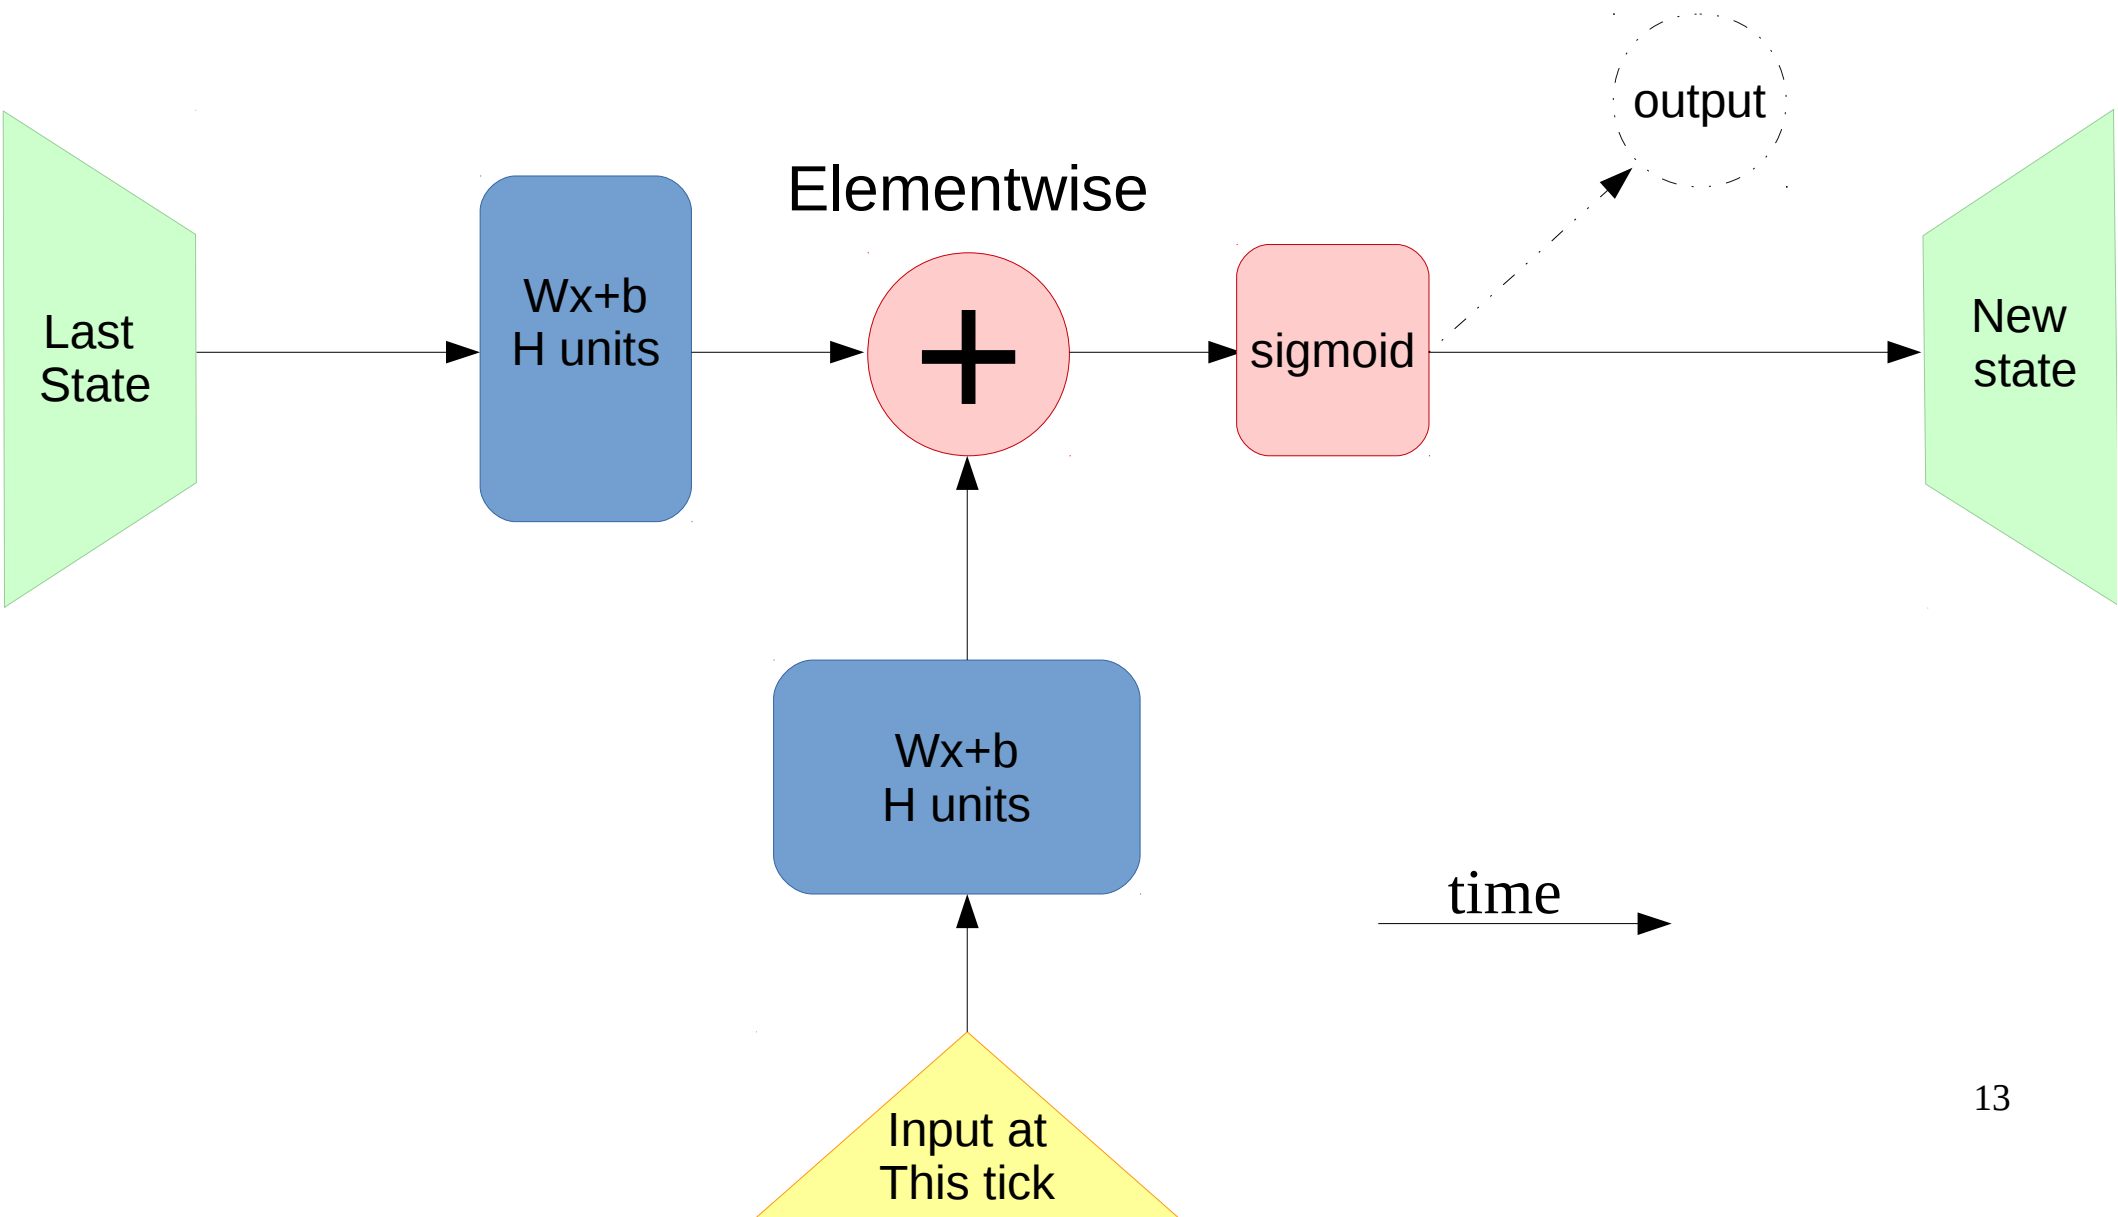 output
Elementwise
Last
State
Wx+b
H units
+
sigmoid
New
state
Wx+b
H units
time
Input at
This tick
13